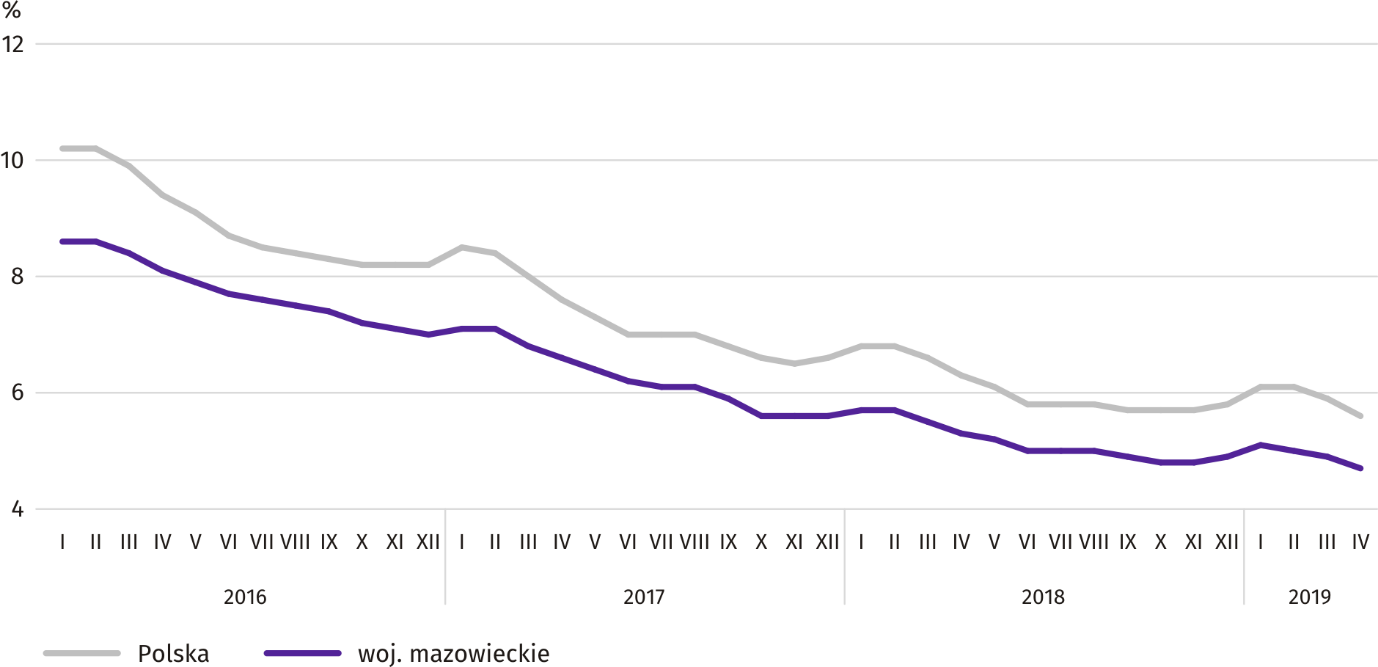 %
12
10
8
6
4
I II III IV V VI VII VIII IX X XI XII I II III IV V VI VII VIII IX X XI XII I II III IV V VI VII VIII IX X XI XII I II III IV
2016 2017 2018 2019
Polska woj. mazowieckie